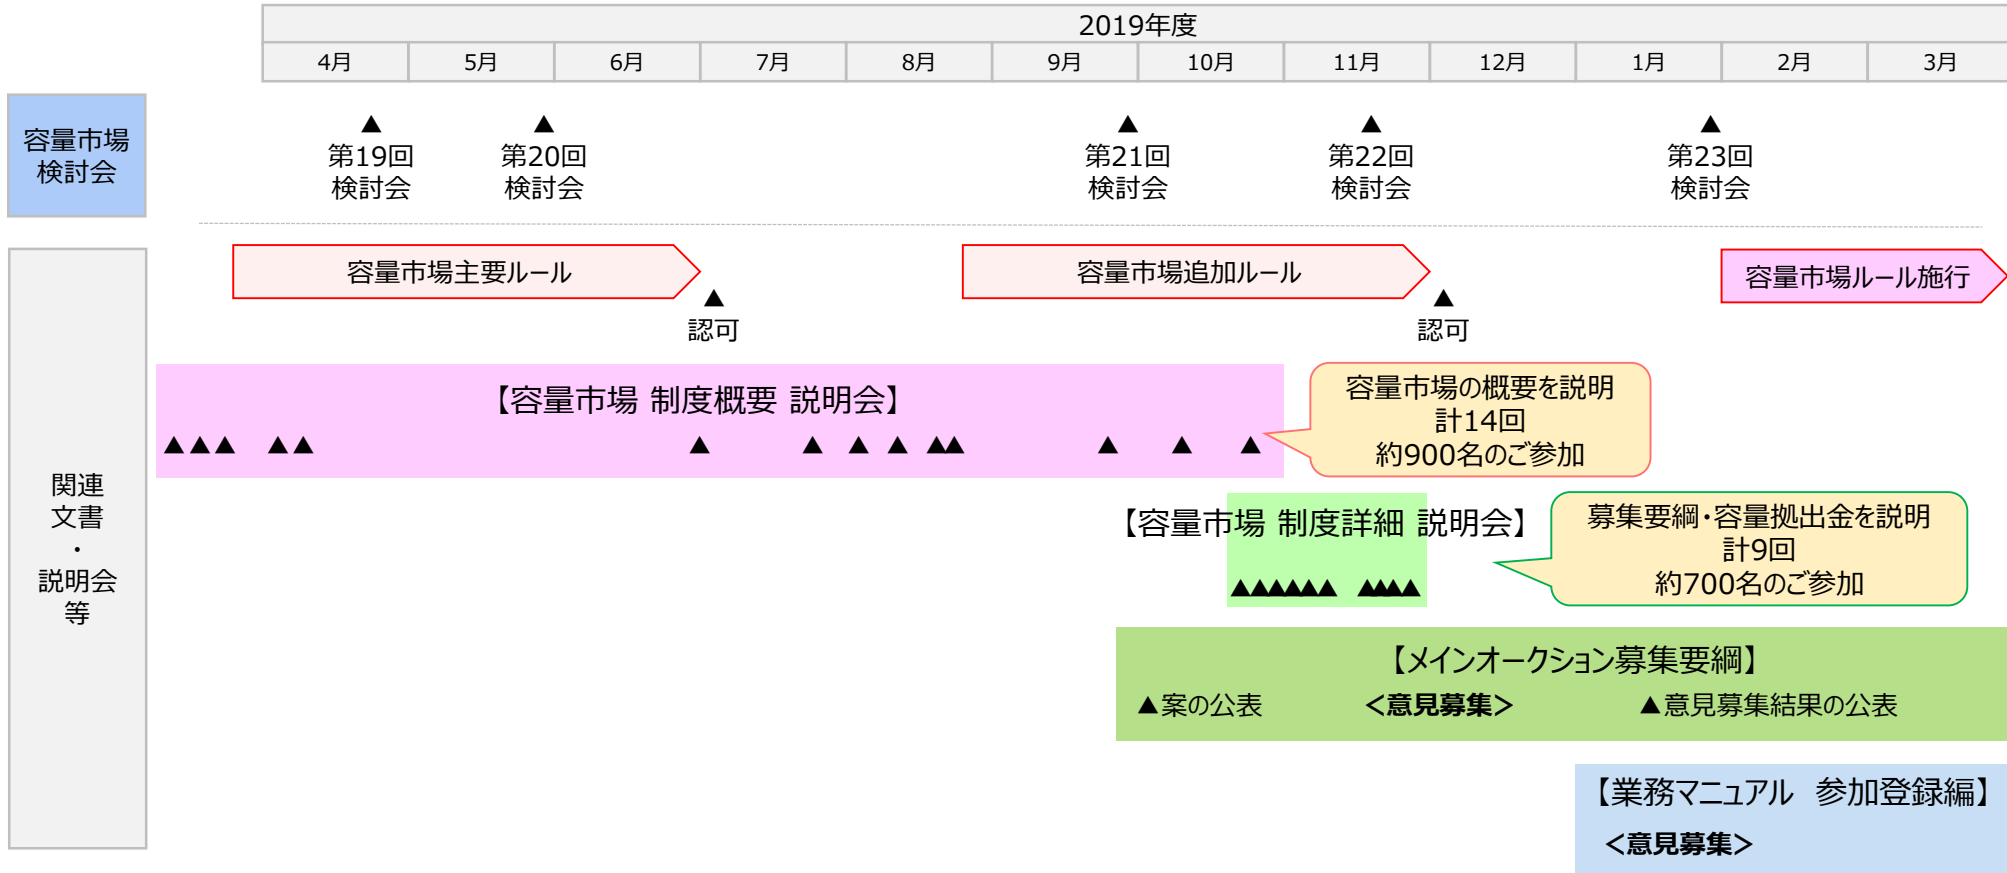 2019年度
4月 5月 6月 7月 8月 9月 10月 11月 12月 1月 2月 3月
容量市場
検討会
▲ ▲ ▲ ▲ ▲
第19回 第20回 第21回 第22回 第23回
検討会 検討会 検討会 検討会 検討会
関連
文書
・
説明会
等
容量市場主要ルール
▲
認可
容量市場追加ルール
▲
認可
容量市場ルール施行
【容量市場 制度概要 説明会】
▲▲▲ ▲▲ ▲ ▲ ▲ ▲ ▲▲ ▲ ▲ ▲
容量市場の概要を説明
計14回
約900名のご参加
【容量市場 制度詳細 説明会】
▲▲▲▲▲▲ ▲▲▲▲
募集要綱・容量拠出金を説明
計9回
約700名のご参加
【メインオークション募集要綱】
▲案の公表 <意見募集> ▲意見募集結果の公表
【業務マニュアル 参加登録編】
<意見募集>